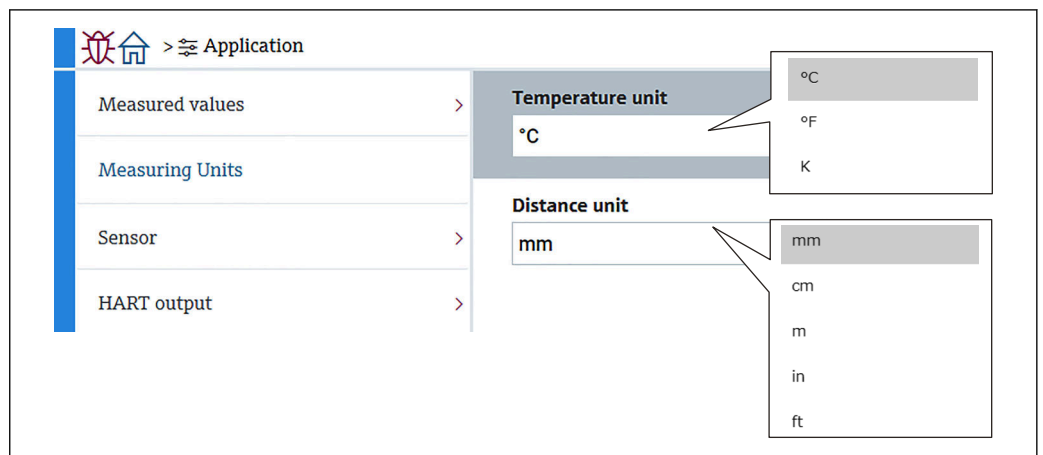 > Application
Measured values >
Measuring Units
Sensor >
HART output >
Temperature unit
°C
°C
°F
K
Distance unit
mm
mm
cm
m
in
ft